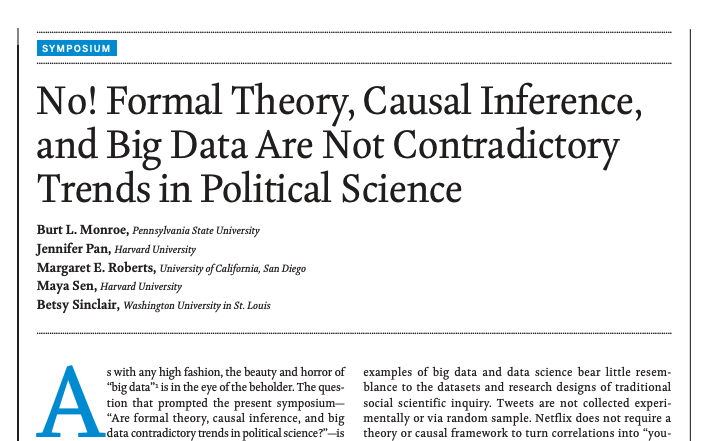 SYMPOSIUM
No! Formal Theory, Causal Inference,
and Big Data Are Not Contradictory
Trends in Political Science
Burt L. Monroe, Pennsylvania State University
Jennifer Pan, Harvard University
Margaret E. Roberts, University of California, San Diego
Maya Sen, Harvard University
Betsy Sinclair, Washington University in St. Louis
As with any high fashion, the beauty and horror of
“big data”¹ is in the eye of the beholder. The ques-
tion that prompted the present symposium—
“Are formal theory, causal inference, and big
data contradictory trends in political science?”—is
examples of big data and data science bear little resem-
blance to the datasets and research designs of traditional
social scientific inquiry. Tweets are not collected experi-
mentally or via random sample. Netflix does not require a
theory or causal framework to turn correlations into “you-